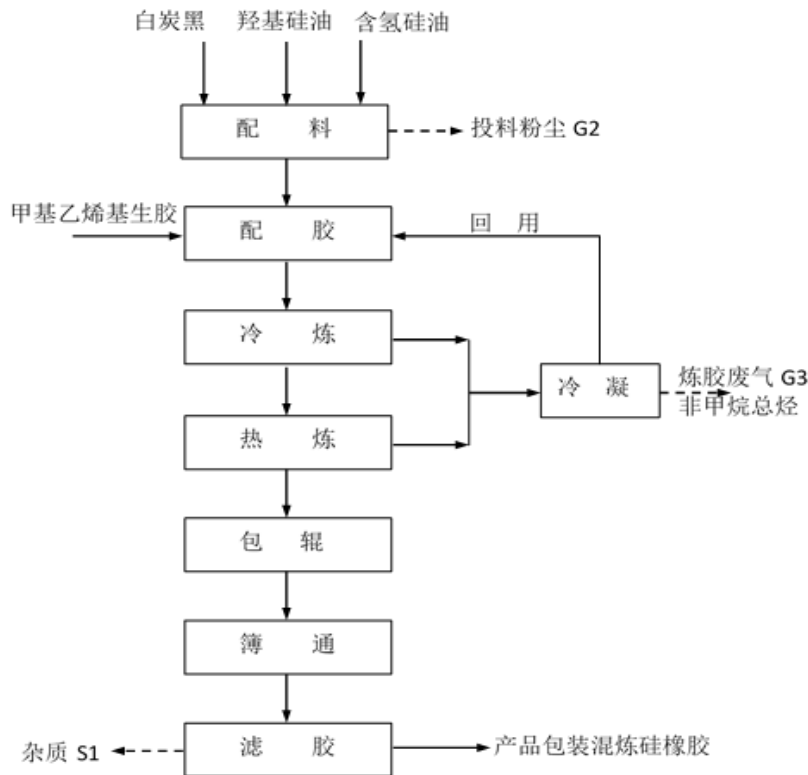 白炭黑 羟基硅油 含氢硅油
配 料
投料粉尘 G2
甲基乙烯基生胶
配 胶
回 用
冷 炼
冷 凝
炼胶废气 G3
非甲烷总烃
热 炼
包 辊
簿 通
杂质 S1
滤 胶
产品包装混炼硅橡胶